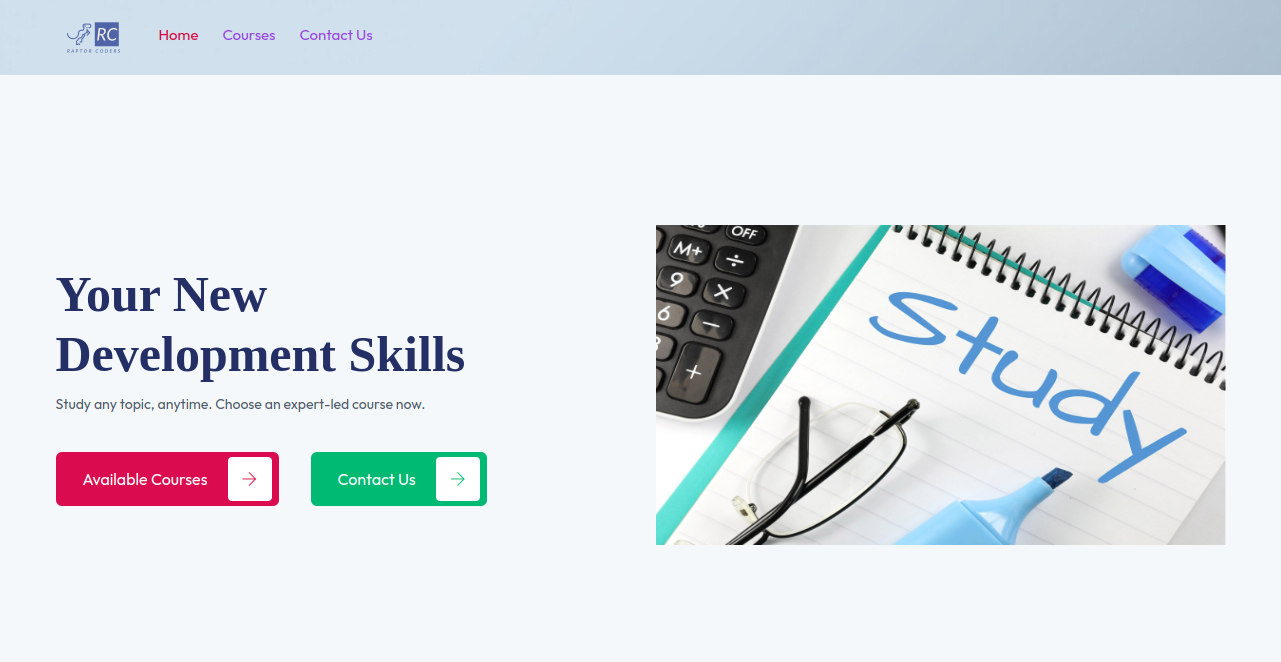 RC
RAPTOR CODERS
Home
Courses
Contact Us
Your New
Development Skills
Study any topic, anytime. Choose an expert-led course now.
Available Courses
Contact Us
OFF
M+
÷
9
×
6
−
+
Study